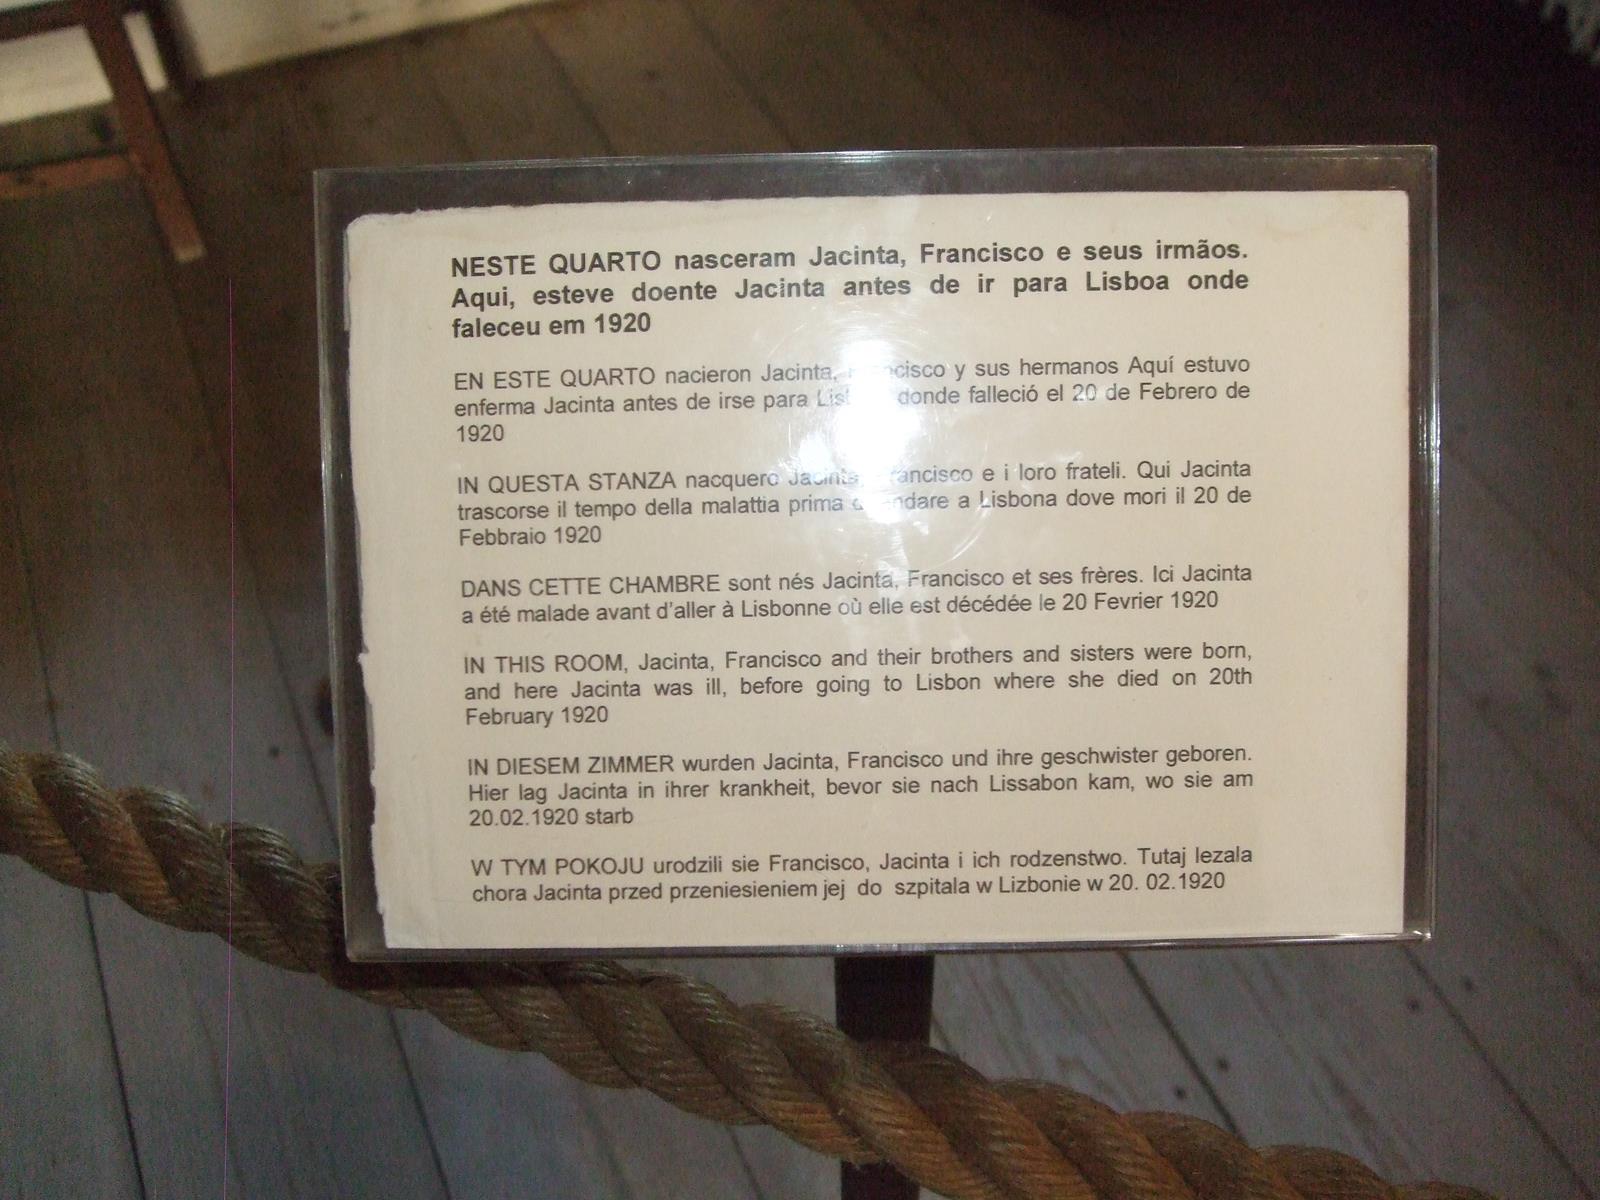 NESTE QUARTO nasceram Jacinta, Francisco e seus irmãos.
Aqui, esteve doente Jacinta antes de ir para Lisboa onde
faleceu em 1920
EN ESTE QUARTO nacieron Jacinta, Francisco y sus hermanos Aquí estuvo
enferma Jacinta antes de irse para donde falleció el 20 de Febrero de
1920
IN QUESTA STANZA nacquero Jacinta, Francisco e i loro frateli. Qui Jacinta
trascorse il tempo della malattia prima andare a Lisbona dove mori il 20 de
Febbraio 1920
DANS CETTE CHAMBRE sont nés Jacinta, Francisco et ses frères. Ici Jacinta
a été malade avant d'aller à Lisbonne où elle est décédée le 20 Fevrier 1920
IN THIS ROOM, Jacinta, Francisco and their brothers and sisters were born,
and here Jacinta was ill, before going to Lisbon where she died on 20th
February 1920
IN DIESEM ZIMMER wurden Jacinta, Francisco und ihre geschwister geboren.
Hier lag Jacinta in ihrer krankheit, bevor sie nach Lissabon kam, wo sie am
20.02.1920 starb
W TYM POKOJU urodzili sie Francisco, Jacinta i ich rodzenstwo. Tutaj lezala
chora Jacinta przed przeniesieniem jej do szpitala w Lizbonie w 20. 02.1920